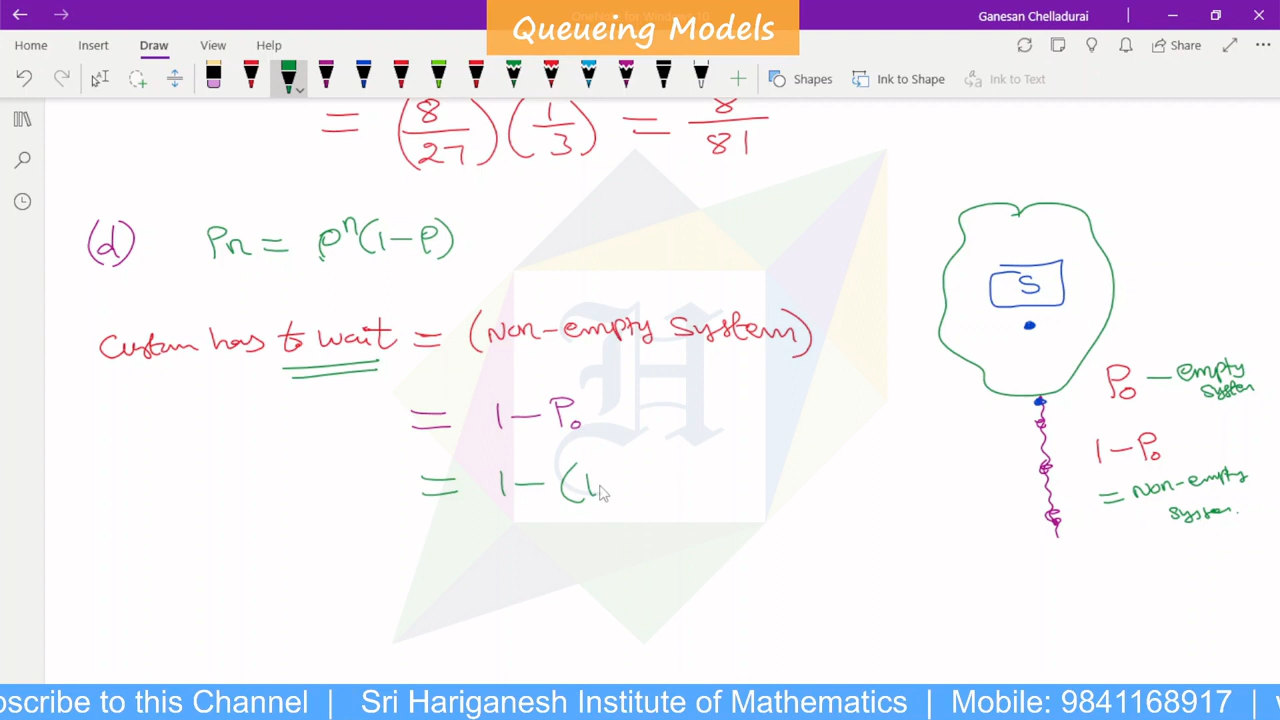 Queueing Models
Ganesan Chelladurai
Home Insert Draw View Help
Share
Shapes
Ink to Shape
Ink to Text
= (8/27)(1/3) = 8/81
(d) Pn = ρ^n(1-ρ)
S
has to wait = (Non-empty system)
P₀ - empty system
= 1-P₀
1-P₀
= 1-(1
= Non-empty
system.
bscribe to this Channel | Sri Hariganesh Institute of Mathematics | Mobile: 9841168917 |